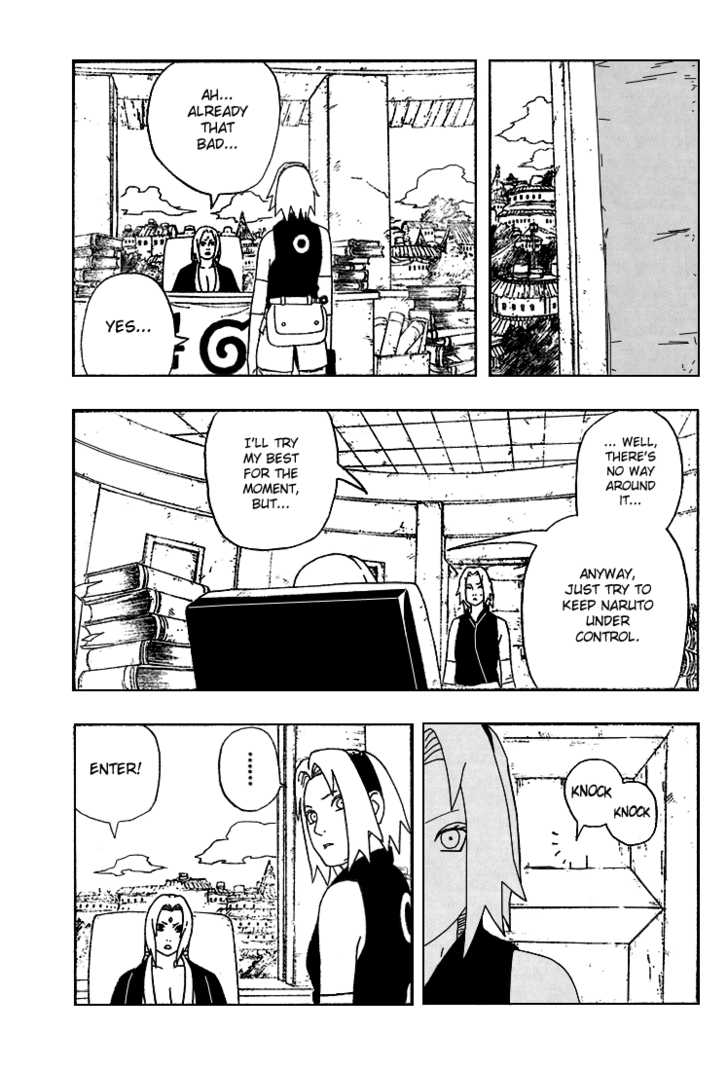 AH...
ALREADY
THAT
BAD...
YES...
... WELL,
THERE'S
NO WAY
AROUND
IT...
ANYWAY,
JUST TRY TO
KEEP NARUTO
UNDER
CONTROL.
I'LL TRY
MY BEST
FOR THE
MOMENT,
BUT...
KNOCK
KNOCK
......
ENTER!